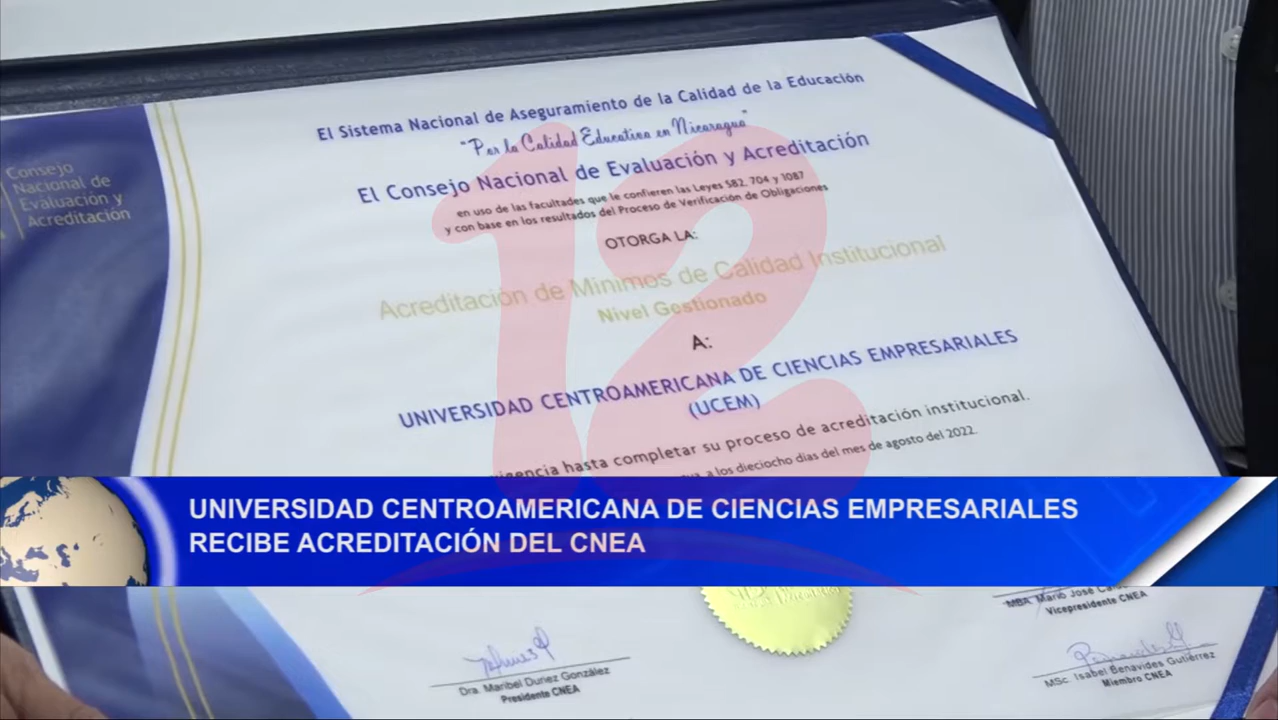 El Sistema Nacional de Aseguramiento de la Calidad de la Educación
"Por la Calidad Educativa en Nicaragua"
El Consejo Nacional de Evaluación y Acreditación
en uso de las facultades que le confieren las Leyes 582, 704 y 1087
y con base en los resultados del Proceso de Verificación de Obligaciones
OTORGA LA:
Acreditación de Mínimos de Calidad Institucional
Nivel Gestionado
A:
UNIVERSIDAD CENTROAMERICANA DE CIENCIAS EMPRESARIALES
(UCEM)
hasta completar su proceso de acreditación institucional.
a los dieciocho días del mes de agosto del 2022.
Consejo
Nacional de
Evaluación y
Acreditación
12
UNIVERSIDAD CENTROAMERICANA DE CIENCIAS EMPRESARIALES
RECIBE ACREDITACIÓN DEL CNEA
MBA. Mario José
Vicepresidente CNEA
Dra. Maribel Duriez González
Presidente CNEA
MSc. Isabel Benavides Gutiérrez
Miembro CNEA